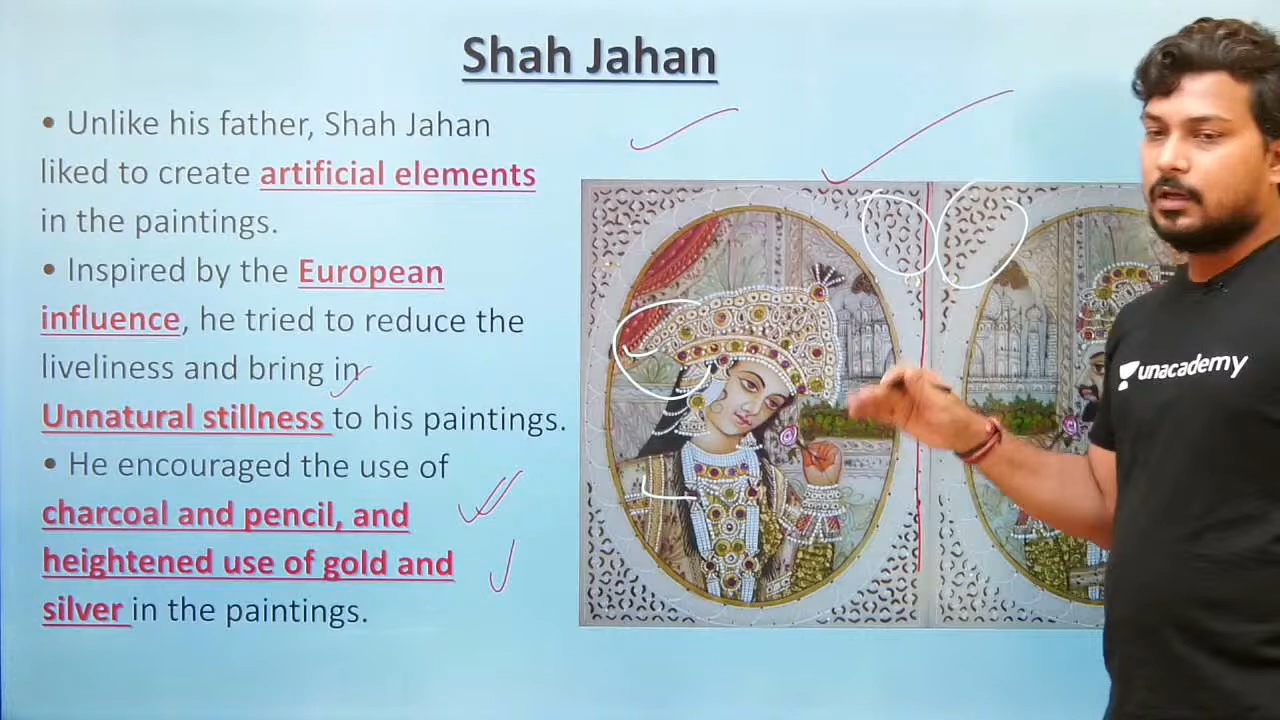 Shah Jahan
• Unlike his father, Shah Jahan
liked to create artificial elements
in the paintings.
• Inspired by the European
influence, he tried to reduce the
liveliness and bring in
Unnatural stillness to his paintings.
• He encouraged the use of
charcoal and pencil, and
heightened use of gold and
silver in the paintings.
unacademy